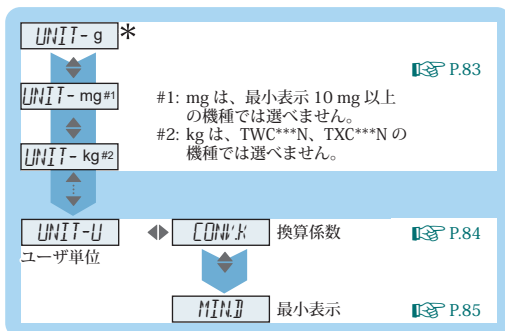 UNIT- g *
P.83
UNIT- mg #1
#1: mg は、最小表示 10 mg 以上
の機種では選べません。
#2: kg は、TWC***N、TXC***N の
機種では選べません。
UNIT- kg #2
UNIT-U
CONV.K 換算係数
P.84
ユーザ単位
MIN.D 最小表示
P.85